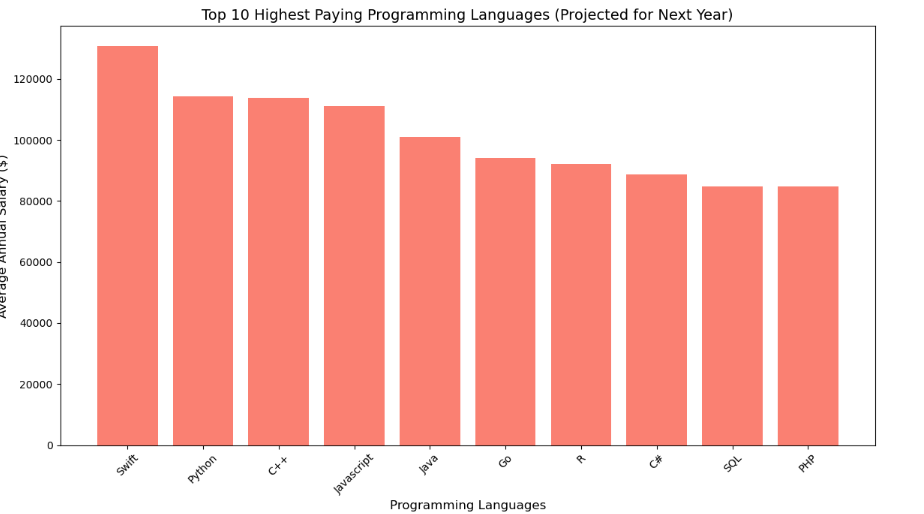 Top 10 Highest Paying Programming Languages (Projected for Next Year)
Average Annual Salary ($)
120000
100000
80000
60000
40000
20000
0
Swift
Python
C++
Javascript
Java
Go
R
C#
SQL
PHP
Programming Languages